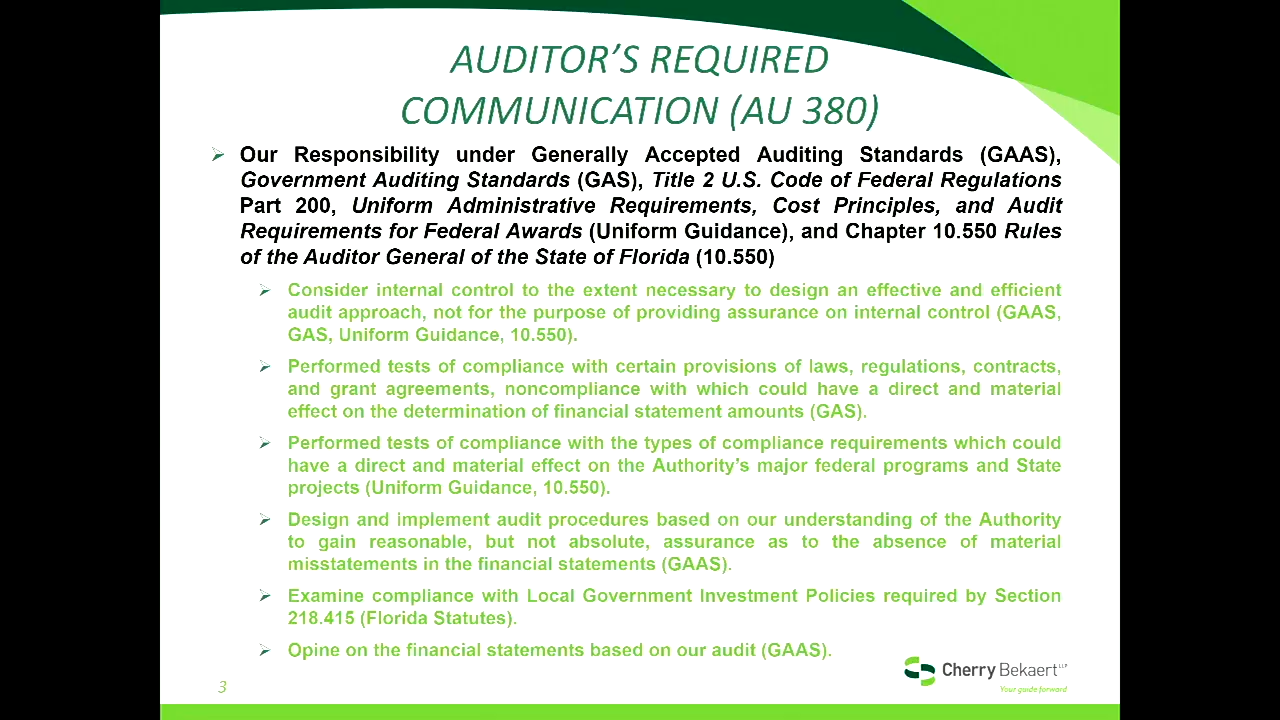 AUDITOR’S REQUIRED
COMMUNICATION (AU 380)
➢ Our Responsibility under Generally Accepted Auditing Standards (GAAS),
Government Auditing Standards (GAS), Title 2 U.S. Code of Federal Regulations
Part 200, Uniform Administrative Requirements, Cost Principles, and Audit
Requirements for Federal Awards (Uniform Guidance), and Chapter 10.550 Rules
of the Auditor General of the State of Florida (10.550)
➢ Consider internal control to the extent necessary to design an effective and efficient
audit approach, not for the purpose of providing assurance on internal control (GAAS,
GAS, Uniform Guidance, 10.550).
➢ Performed tests of compliance with certain provisions of laws, regulations, contracts,
and grant agreements, noncompliance with which could have a direct and material
effect on the determination of financial statement amounts (GAS).
➢ Performed tests of compliance with the types of compliance requirements which could
have a direct and material effect on the Authority’s major federal programs and State
projects (Uniform Guidance, 10.550).
➢ Design and implement audit procedures based on our understanding of the Authority
to gain reasonable, but not absolute, assurance as to the absence of material
misstatements in the financial statements (GAAS).
➢ Examine compliance with Local Government Investment Policies required by Section
218.415 (Florida Statutes).
➢ Opine on the financial statements based on our audit (GAAS).
Cherry Bekaert LLP
Your guide forward
3